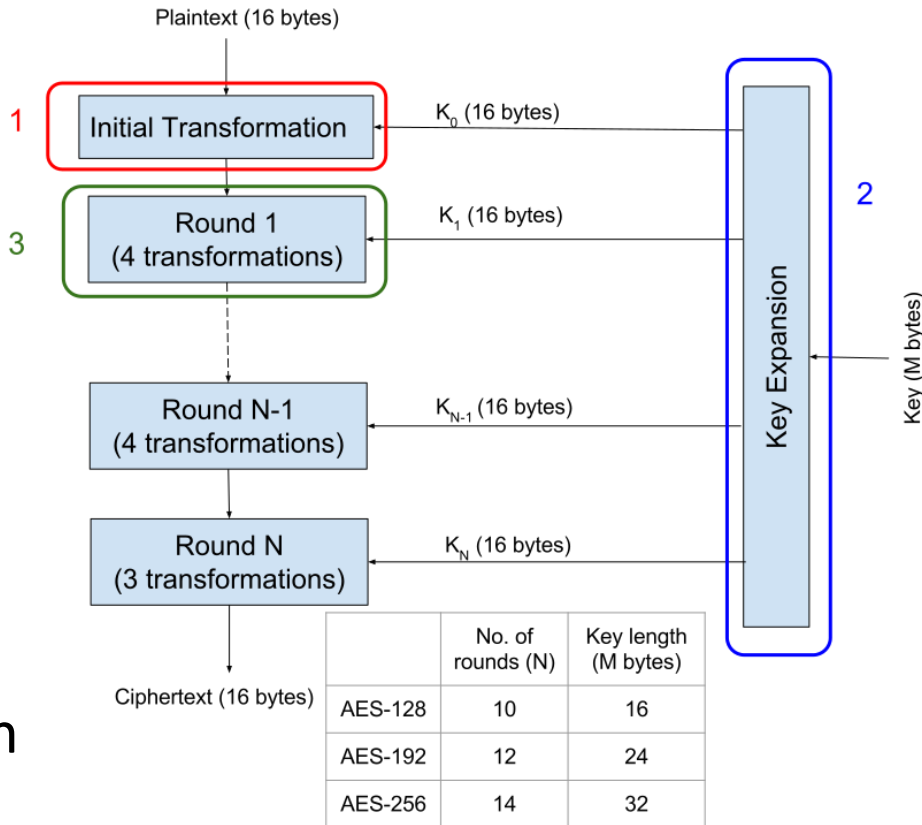 Plaintext (16 bytes)
1
Initial Transformation
K₀ (16 bytes)
2
3
Round 1
(4 transformations)
K₁ (16 bytes)
Key Expansion
Key (M bytes)
Round N-1
(4 transformations)
K_N-1 (16 bytes)
Round N
(3 transformations)
K_N (16 bytes)
Ciphertext (16 bytes)
n
No. of rounds (N) Key length (M bytes)
AES-128 10 16
AES-192 12 24
AES-256 14 32